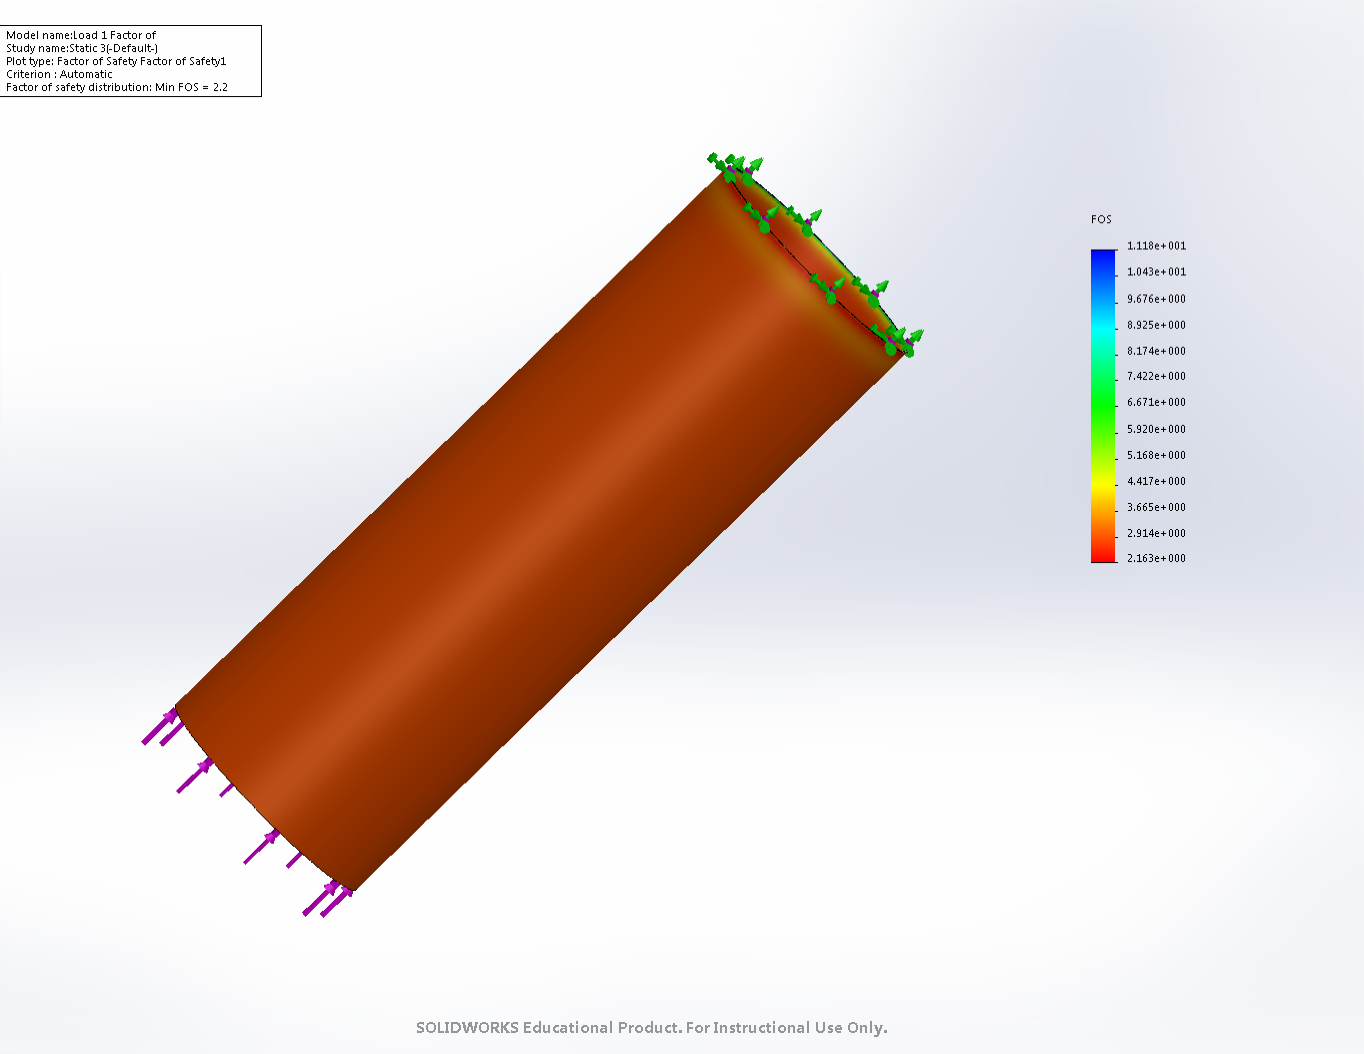 Model name:Load 1 Factor of
Study name:Static 3(-Default-)
Plot type: Factor of Safety Factor of Safety1
Criterion : Automatic
Factor of safety distribution: Min FOS = 2.2
FOS
1.118e+001
1.043e+001
9.676e+000
8.925e+000
8.174e+000
7.422e+000
6.671e+000
5.920e+000
5.168e+000
4.417e+000
3.665e+000
2.914e+000
2.163e+000
SOLIDWORKS Educational Product. For Instructional Use Only.